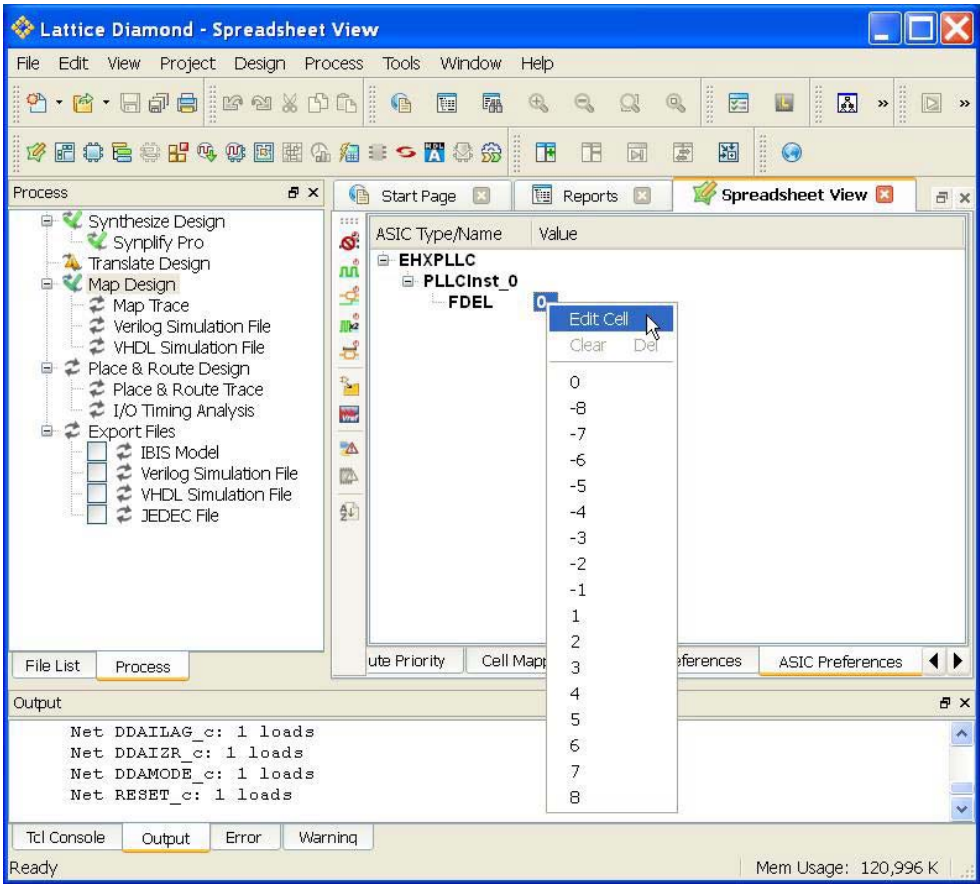 Lattice Diamond - Spreadsheet View
File Edit View Project Design Process Tools Window Help
Process
Start Page
Reports
Spreadsheet View
Synthesize Design
Synplify Pro
Translate Design
Map Design
Map Trace
Verilog Simulation File
VHDL Simulation File
Place & Route Design
Place & Route Trace
I/O Timing Analysis
Export Files
IBIS Model
Verilog Simulation File
VHDL Simulation File
JEDEC File
ASIC Type/Name Value
EHXPLLC
PLLCInst_0
FDEL 0
Edit Cell
Clear Del
0
-8
-7
-6
-5
-4
-3
-2
-1
1
2
3
4
5
6
7
8
File List Process
ute Priority Cell Mapp eferences ASIC Preferences
Output
Net DDAILAG_c: 1 loads
Net DDAIZR_c: 1 loads
Net DDAMODE_c: 1 loads
Net RESET_c: 1 loads
Tcl Console Output Error Warning
Ready Mem Usage: 120,996 K